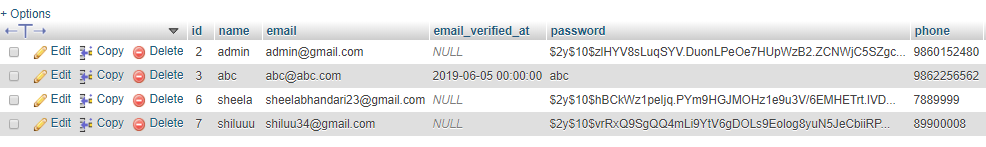 + Options
←T→ id name email email_verified_at password phone
Edit Copy Delete 2 admin admin@gmail.com NULL $2y$10$zlHYV8sLuqSYV.DuonLPeOe7HUpWzB2.ZCNWjC5SZgc... 9860152480
Edit Copy Delete 3 abc abc@abc.com 2019-06-05 00:00:00 abc 9862256562
Edit Copy Delete 6 sheela sheelabhandari23@gmail.com NULL $2y$10$hBCkWz1peljq.PYm9HGJMOHz1e9u3V/6EMHETrt.lVD... 7889999
Edit Copy Delete 7 shiluuu shiluu34@gmail.com NULL $2y$10$vrRxQ9SgQQ4mLi9YtV6gDOLs9Eolog8yuN5JeCbiiRP... 89900008